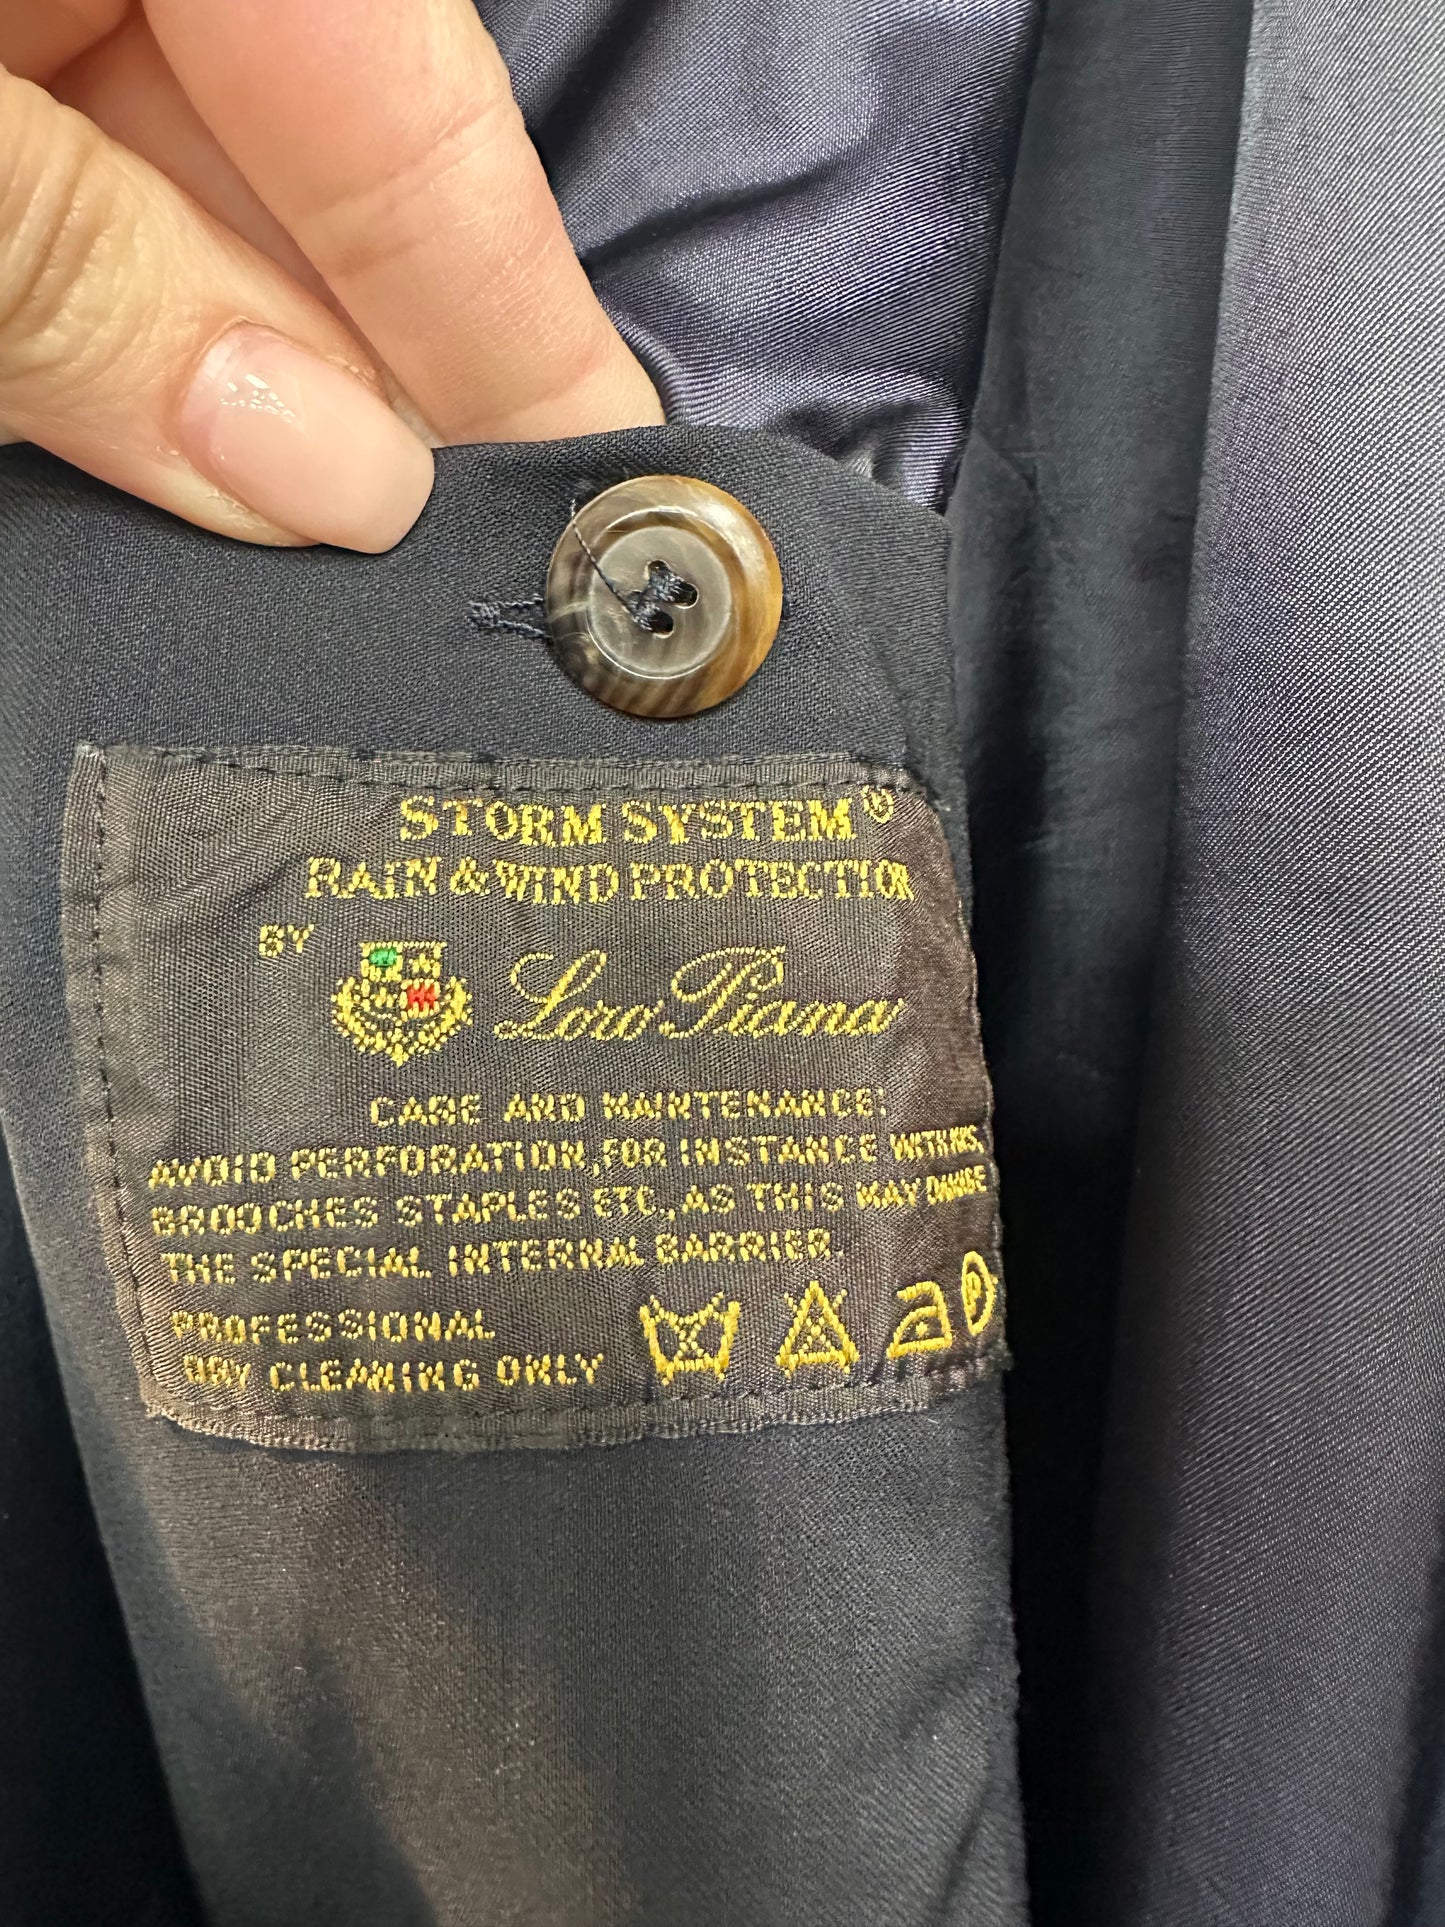 STORM SYSTEM®
RAIN & WIND PROTECTION
BY Loro Piana
CARE AND MAINTENANCE:
AVOID PERFORATION, FOR INSTANCE WITH PINS,
BROOCHES STAPLES ETC., AS THIS MAY DAMAGE
THE SPECIAL INTERNAL BARRIER.
PROFESSIONAL
DRY CLEANING ONLY
P